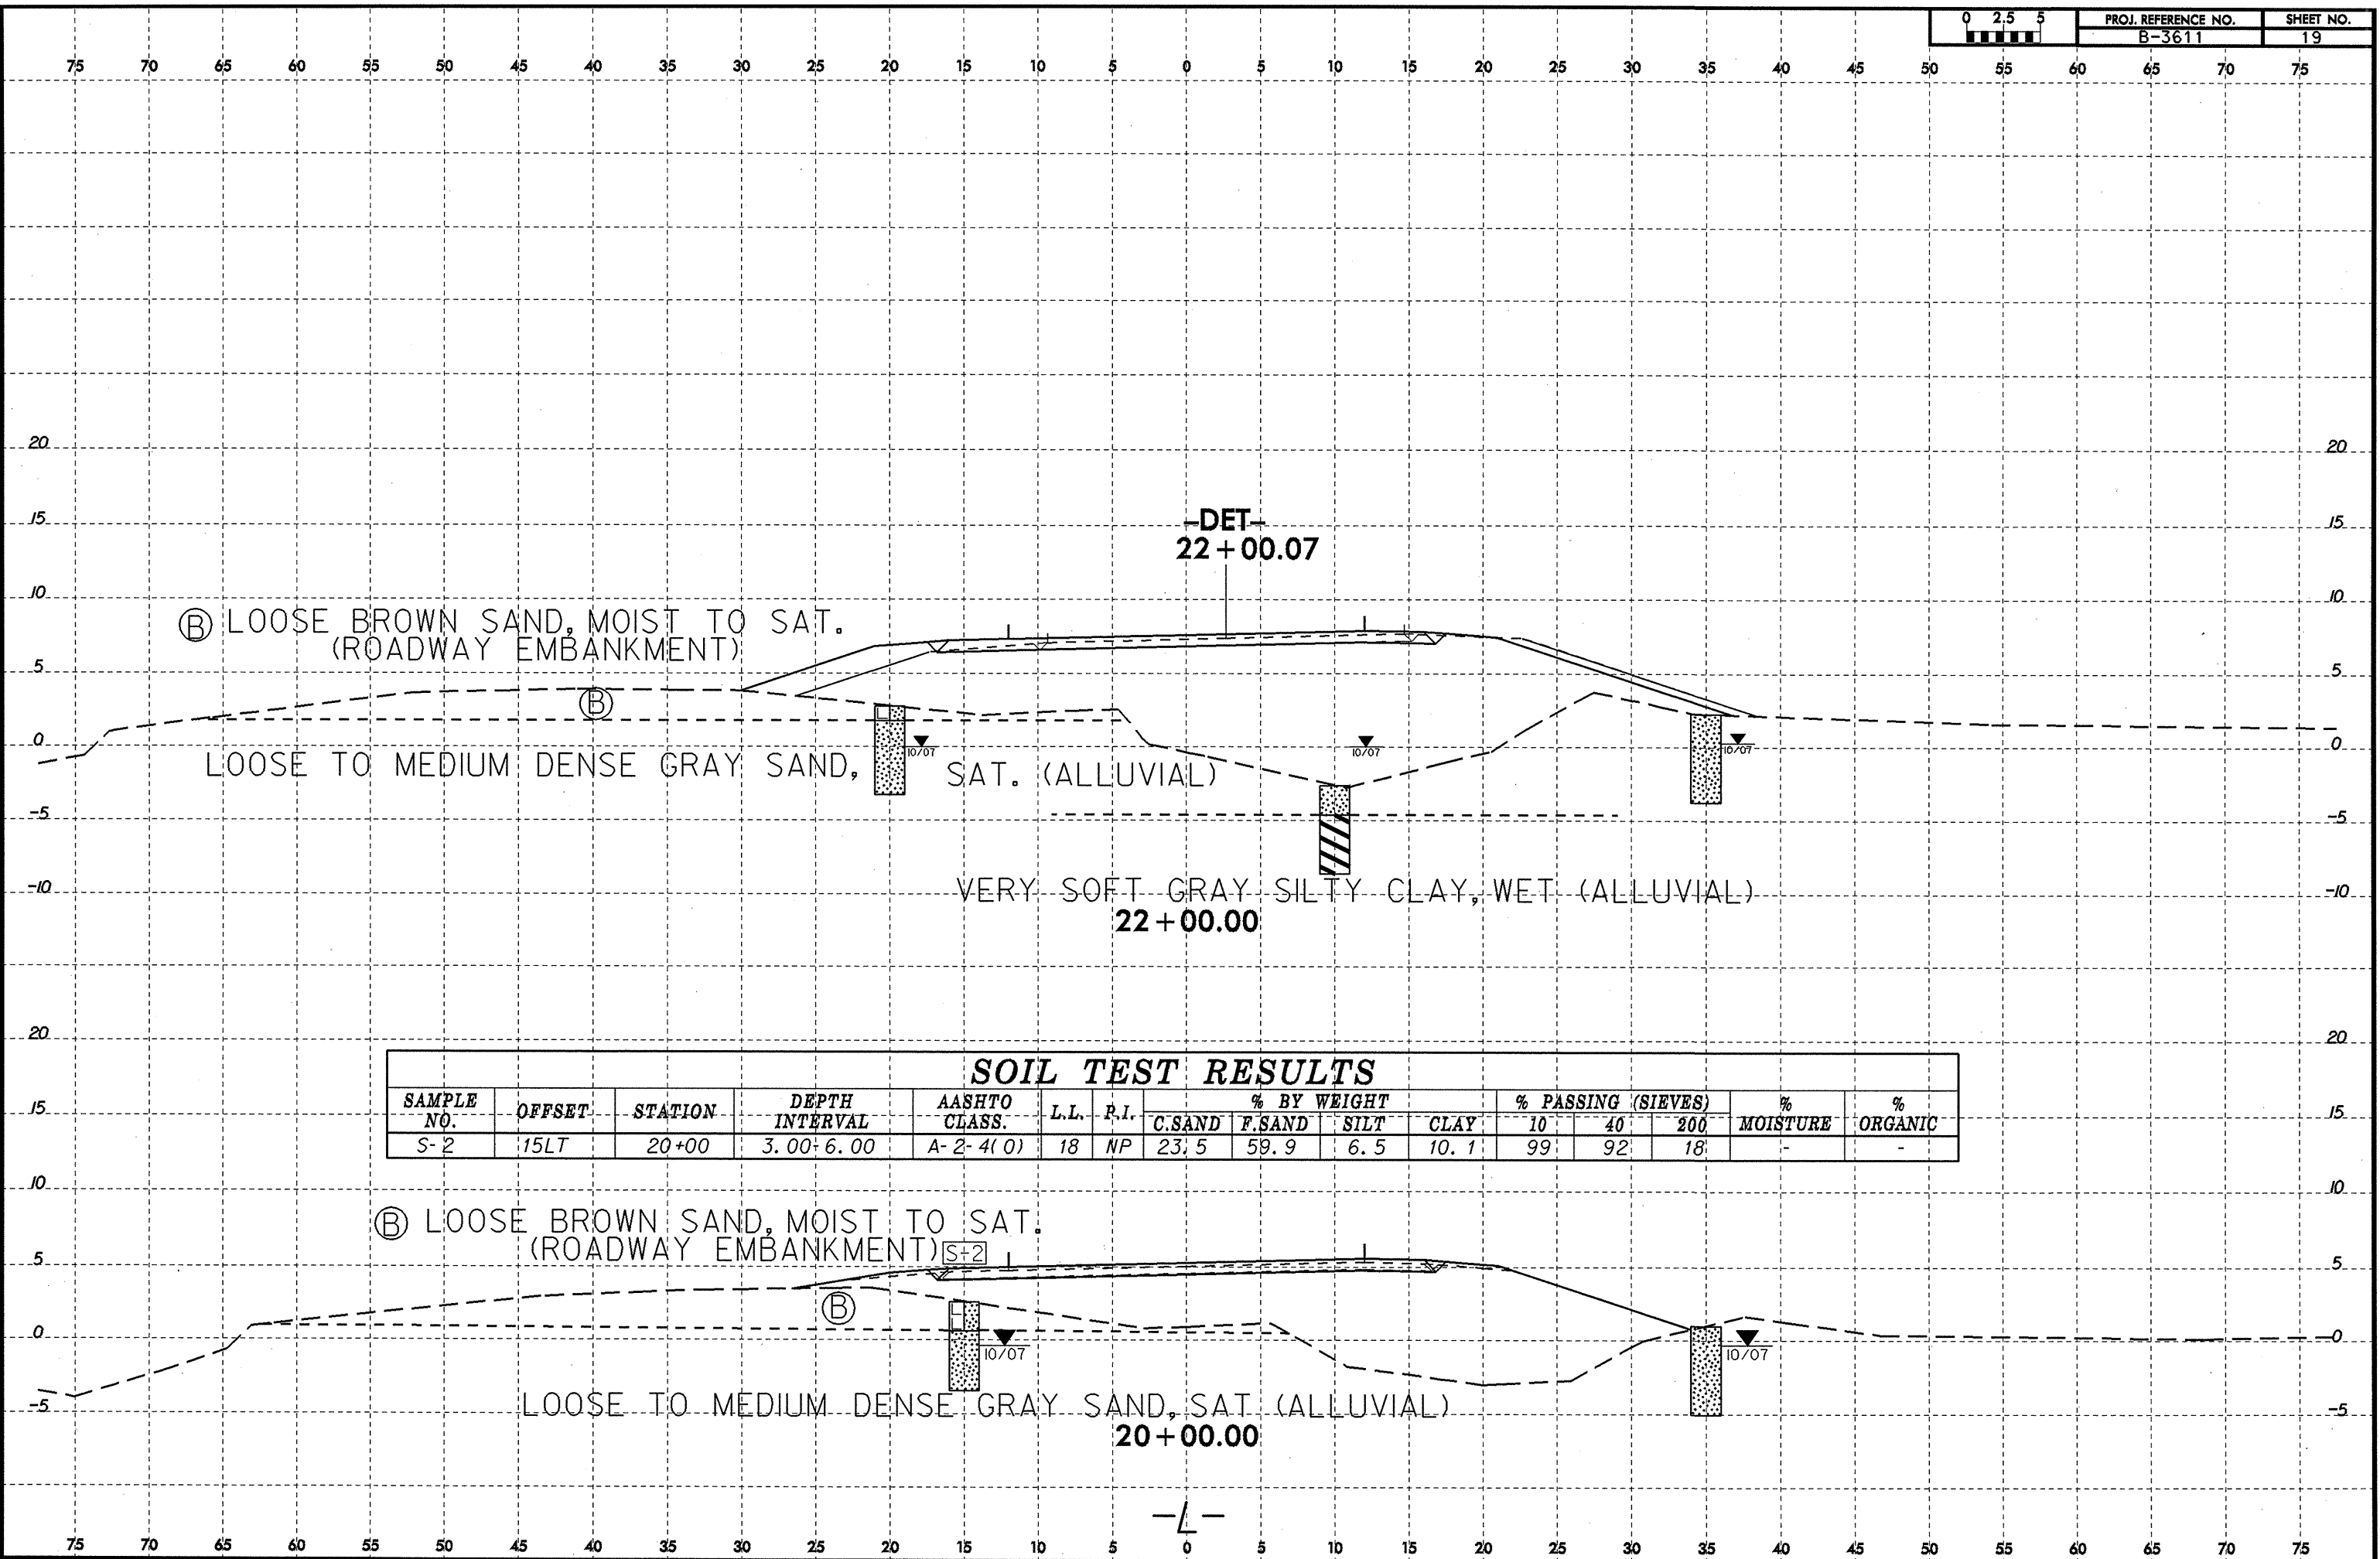 0 2.5 5
PROJ. REFERENCE NO. SHEET NO.
B-3611 19
75 70 65 60 55 50 45 40 35 30 25 20 15 10 5 0 5 10 15 20 25 30 35 40 45 50 55 60 65 70 75
20 20
15 15
-DET-
22+00.07
10 10
Ⓑ LOOSE BROWN SAND, MOIST TO SAT.
(ROADWAY EMBANKMENT)
5 5
Ⓑ
0 0
10/07 10/07 10/07
LOOSE TO MEDIUM DENSE GRAY SAND, SAT. (ALLUVIAL)
-5 -5
-10 -10
VERY SOFT GRAY SILTY CLAY, WET (ALLUVIAL)
22+00.00
20 20
SOIL TEST RESULTS
SAMPLE NO. OFFSET STATION DEPTH INTERVAL AASHTO CLASS. L.L. P.I. % BY WEIGHT % PASSING (SIEVES) % MOISTURE % ORGANIC
C.SAND F.SAND SILT CLAY 10 40 200
15 15
S-2 15LT 20+00 3.00-6.00 A-2-4(0) 18 NP 23.5 59.9 6.5 10.1 99 92 18 - -
10 10
Ⓑ LOOSE BROWN SAND, MOIST TO SAT.
(ROADWAY EMBANKMENT) S-2
5 5
Ⓑ
0 0
10/07 10/07
LOOSE TO MEDIUM DENSE GRAY SAND, SAT. (ALLUVIAL)
-5 -5
20+00.00
-L-
75 70 65 60 55 50 45 40 35 30 25 20 15 10 5 0 5 10 15 20 25 30 35 40 45 50 55 60 65 70 75